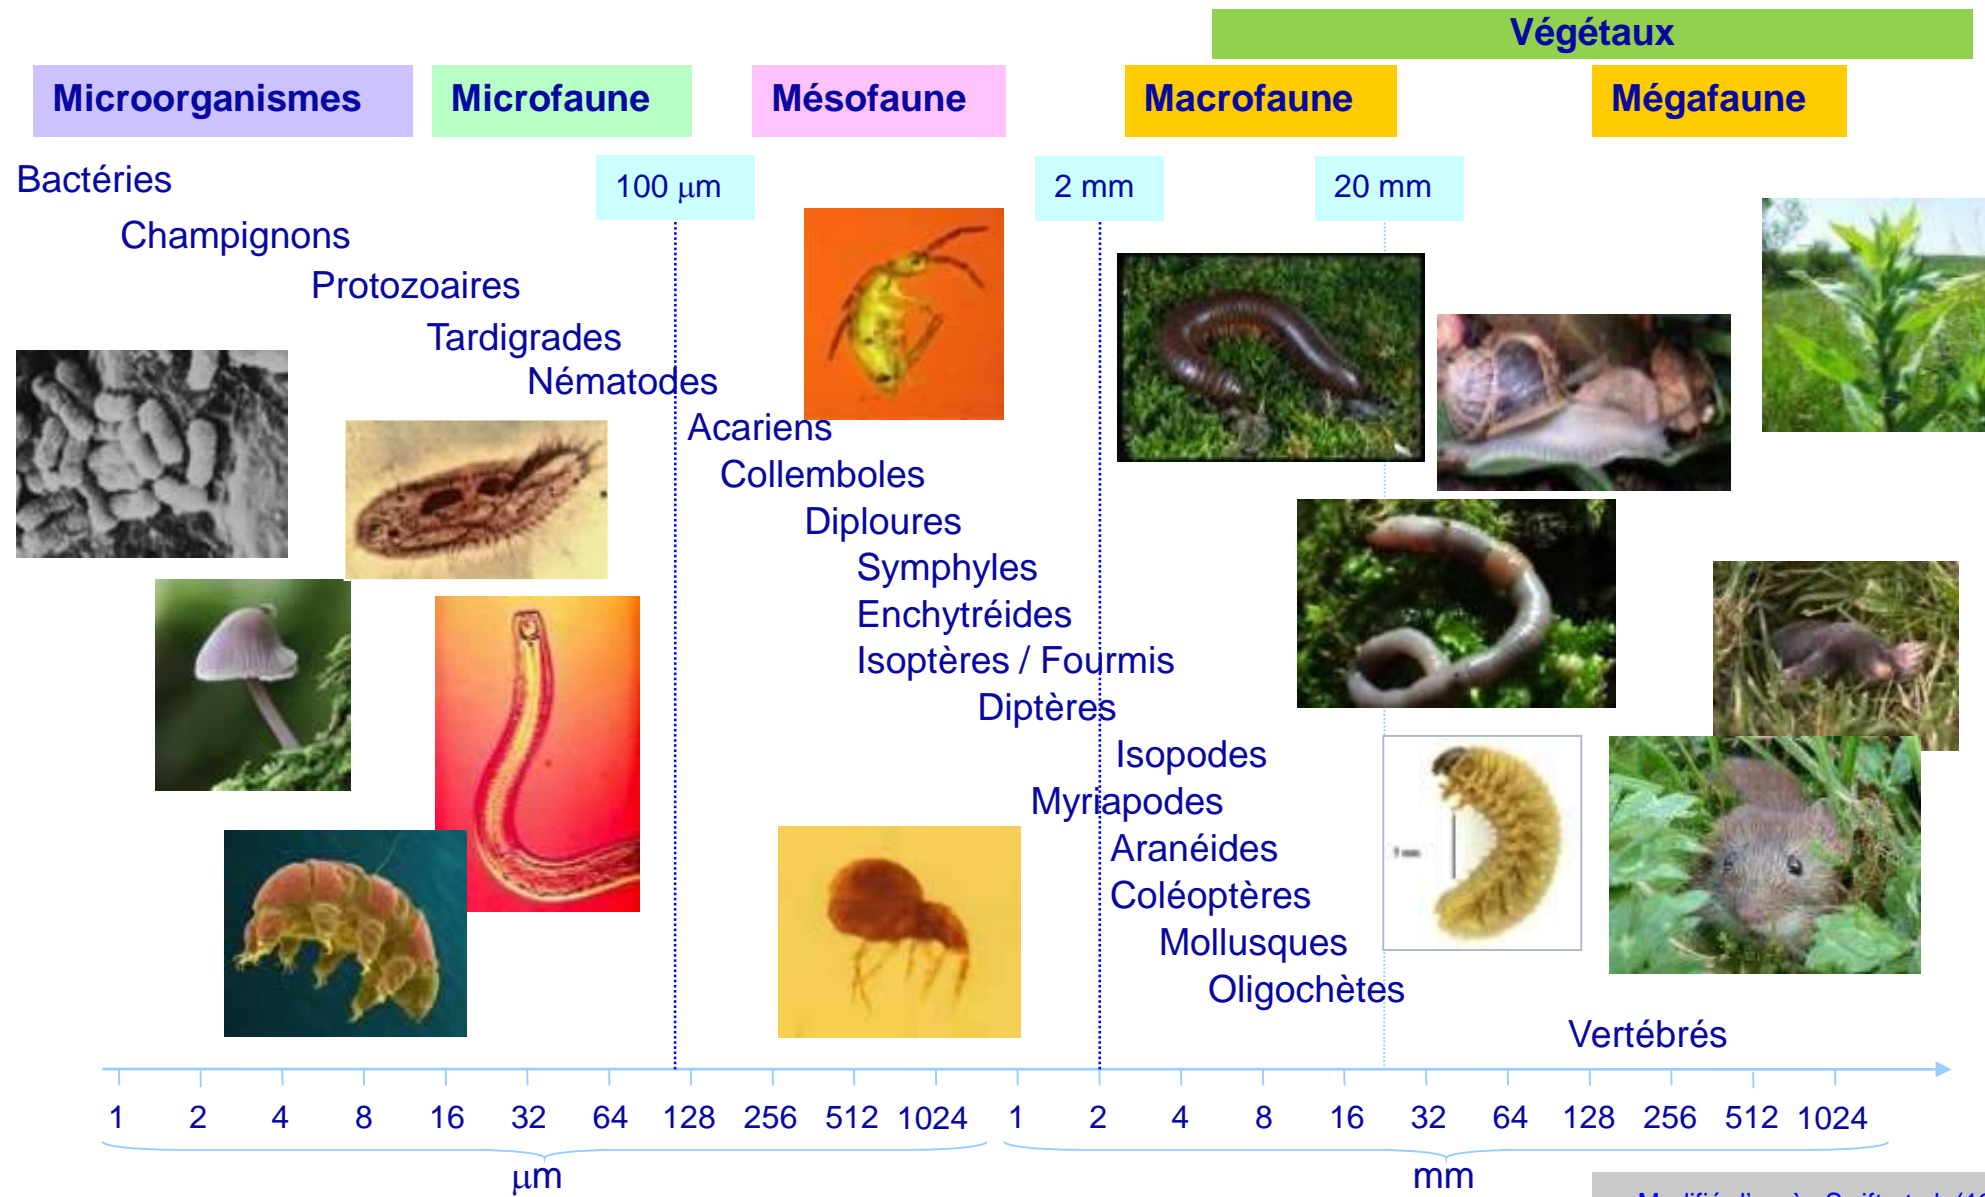 Végétaux
Microorganismes
Microfaune
Mésofaune
Macrofaune
Mégafaune
Bactéries
100 µm
2 mm
20 mm
Champignons
Protozoaires
Tardigrades
Nématodes
Acariens
Collemboles
Diploures
Symphyles
Enchytréides
Isoptères / Fourmis
Diptères
Isopodes
Myriapodes
Aranéides
Coléoptères
Mollusques
Oligochètes
Vertébrés
1 2 4 8 16 32 64 128 256 512 1024 1 2 4 8 16 32 64 128 256 512 1024
µm
mm